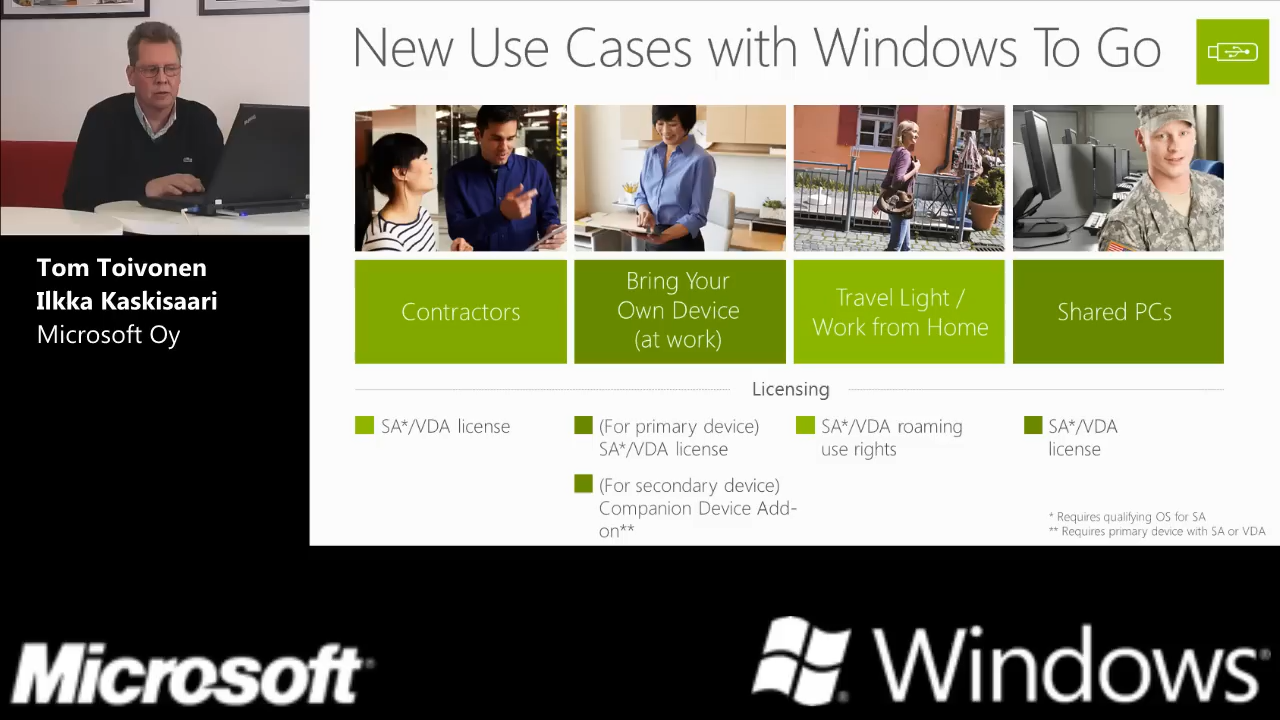 New Use Cases with Windows To Go
Tom Toivonen
Ilkka Kaskisaari
Microsoft Oy
Contractors
Bring Your
Own Device
(at work)
Travel Light /
Work from Home
Shared PCs
Licensing
SA*/VDA license
(For primary device)
SA*/VDA license
(For secondary device)
Companion Device Add-
on**
SA*/VDA roaming
use rights
SA*/VDA
license
* Requires qualifying OS for SA
** Requires primary device with SA or VDA
Microsoft®
Windows®